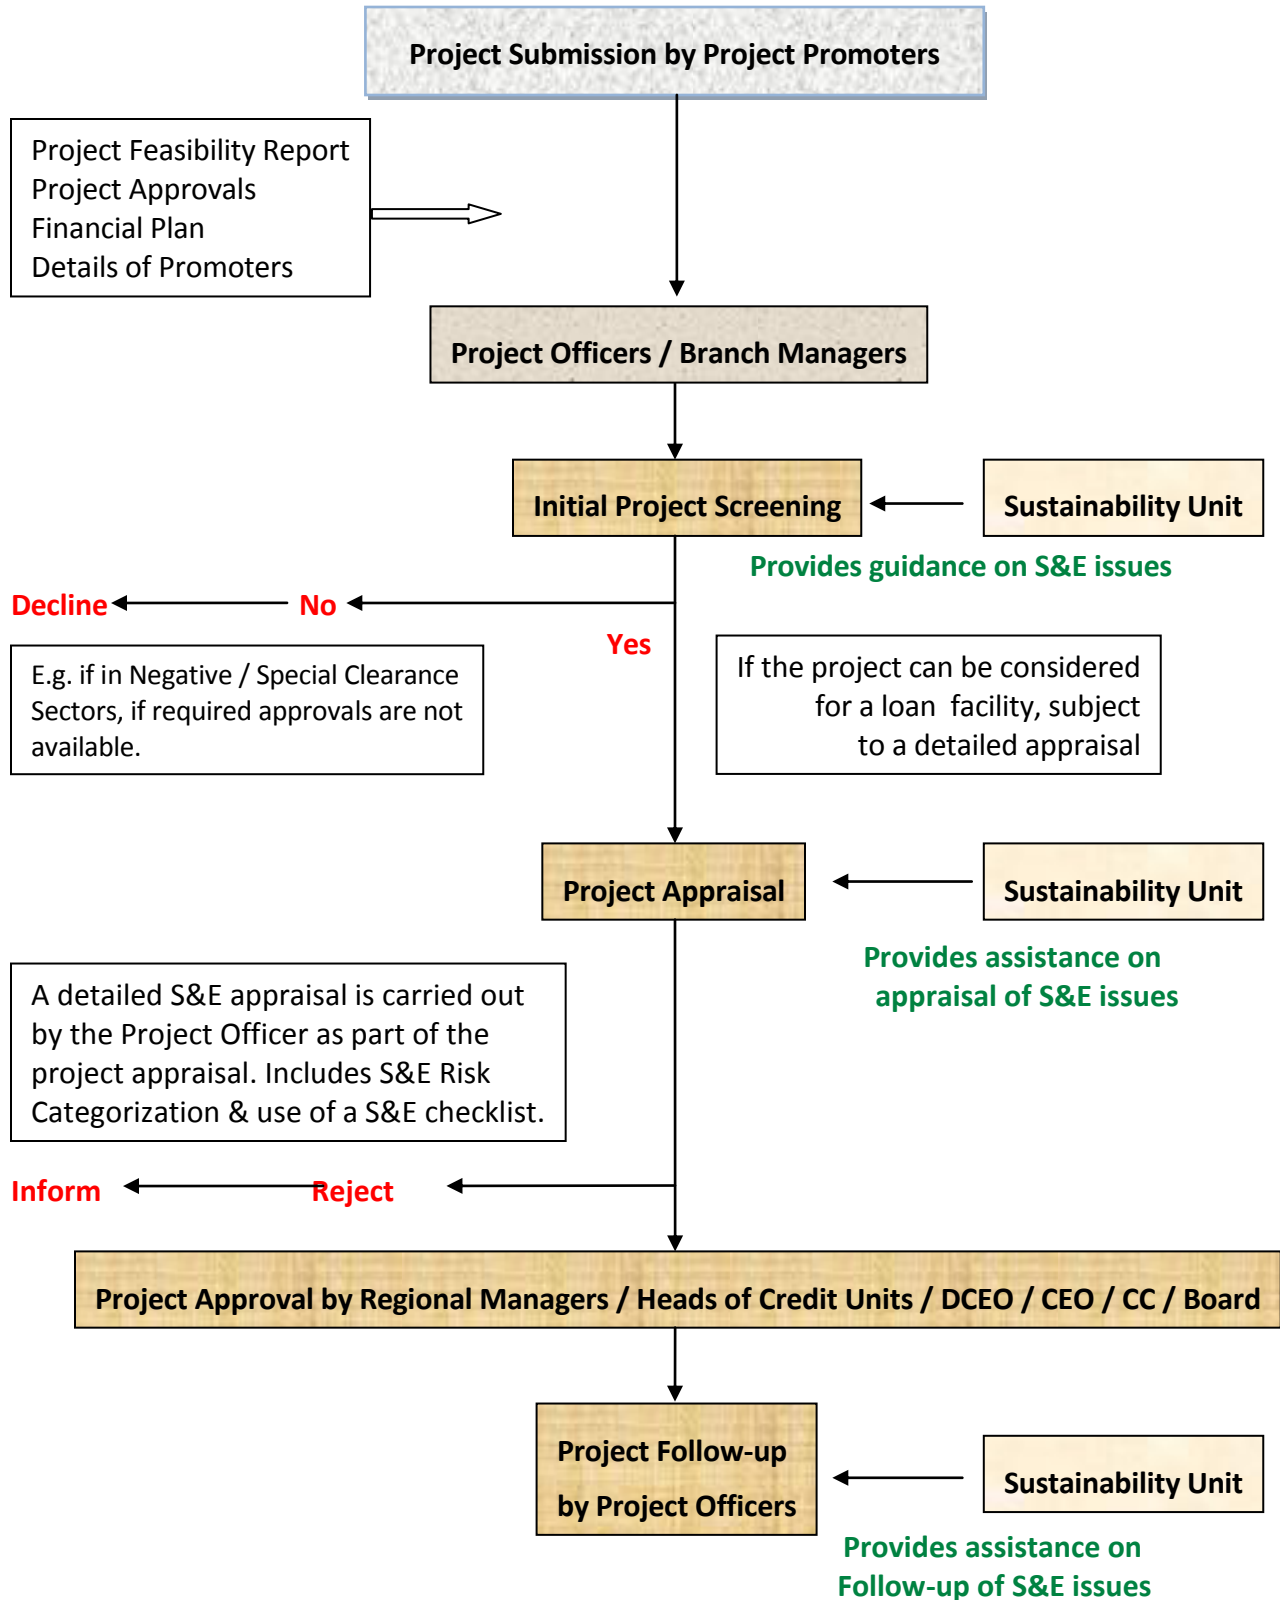 Project Submission by Project Promoters
Project Feasibility Report
Project Approvals
Financial Plan
Details of Promoters
Project Officers / Branch Managers
Initial Project Screening
Sustainability Unit
Provides guidance on S&E issues
Decline
No
Yes
E.g. if in Negative / Special Clearance
Sectors, if required approvals are not
available.
If the project can be considered
for a loan facility, subject
to a detailed appraisal
Project Appraisal
Sustainability Unit
Provides assistance on
appraisal of S&E issues
A detailed S&E appraisal is carried out
by the Project Officer as part of the
project appraisal. Includes S&E Risk
Categorization & use of a S&E checklist.
Inform
Reject
Project Approval by Regional Managers / Heads of Credit Units / DCEO / CEO / CC / Board
Project Follow-up
by Project Officers
Sustainability Unit
Provides assistance on
Follow-up of S&E issues